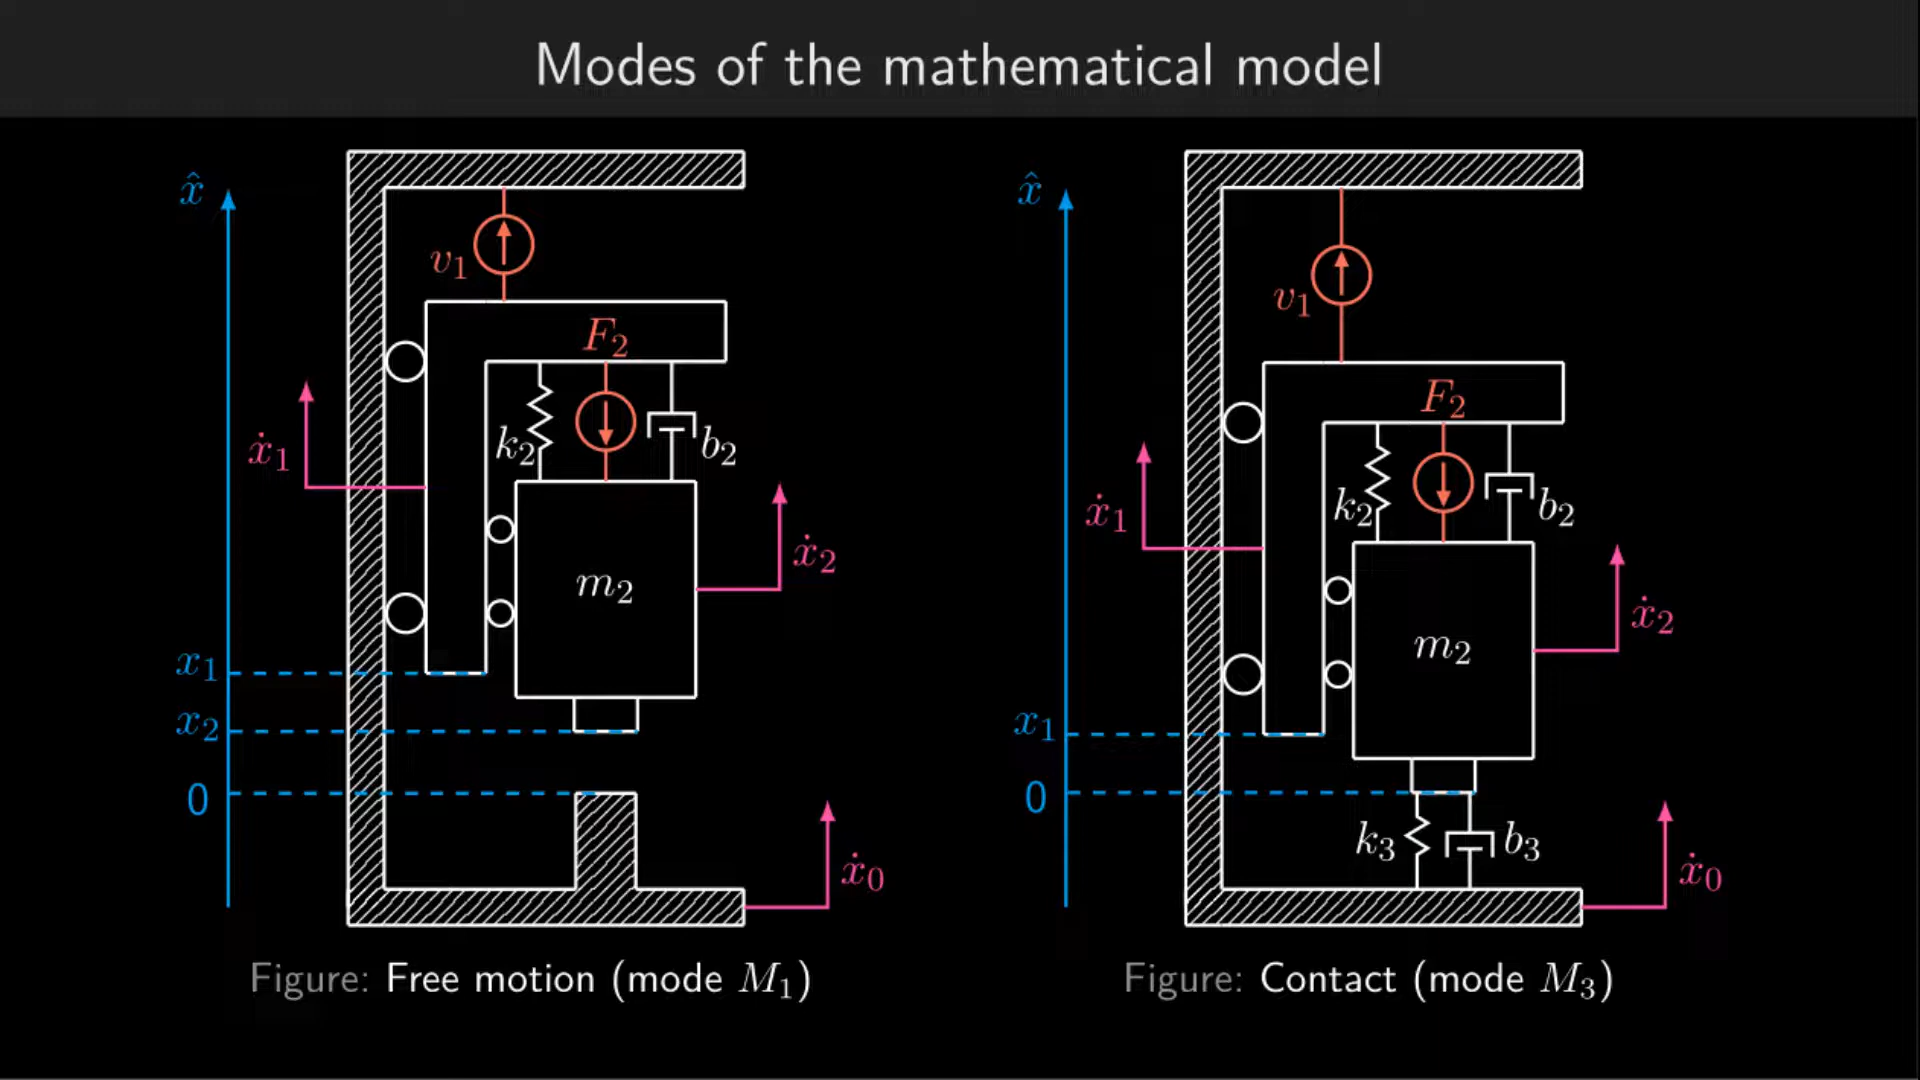 Modes of the mathematical model
x̂
v₁
F₂
k₂
b₂
ẋ₁
m₂
ẋ₂
x₁
x₂
0
ẋ₀
Figure: Free motion (mode M₁)
x̂
v₁
F₂
k₂
b₂
ẋ₁
m₂
ẋ₂
x₁
0
k₃
b₃
ẋ₀
Figure: Contact (mode M₃)